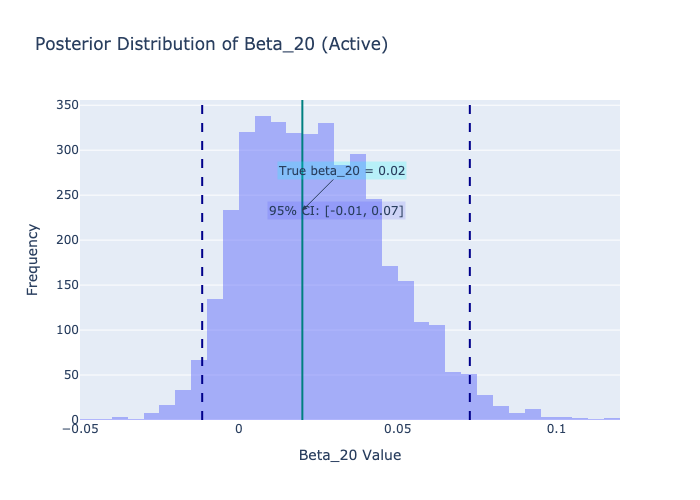 Posterior Distribution of Beta_20 (Active)
350
300
250
200
150
100
50
0
Frequency
True beta_20 = 0.02
95% CI: [-0.01, 0.07]
−0.05
0
0.05
0.1
Beta_20 Value